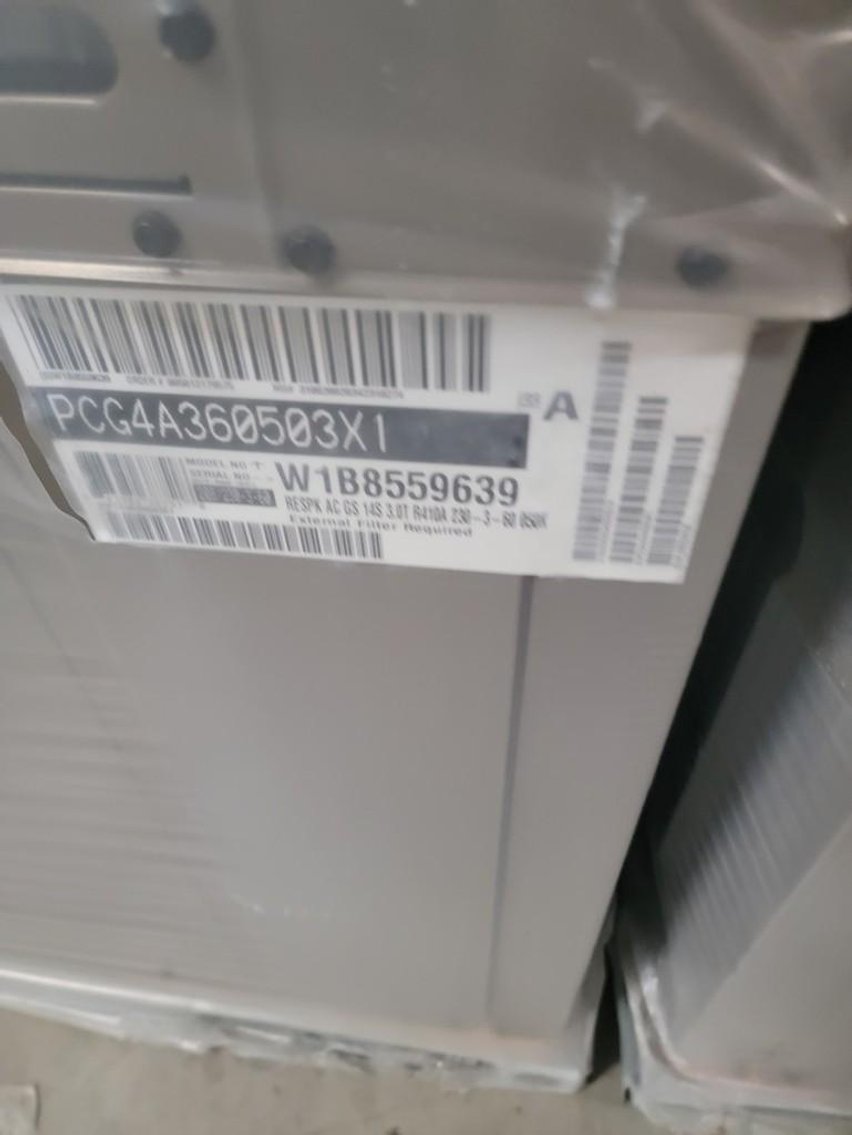 A
PCG4A360503X1
MODEL NO
SERIAL NO
W1B8559639
RESPK AC GS 14S 3.0T R410A 230-3-60 050K
External Filter Required